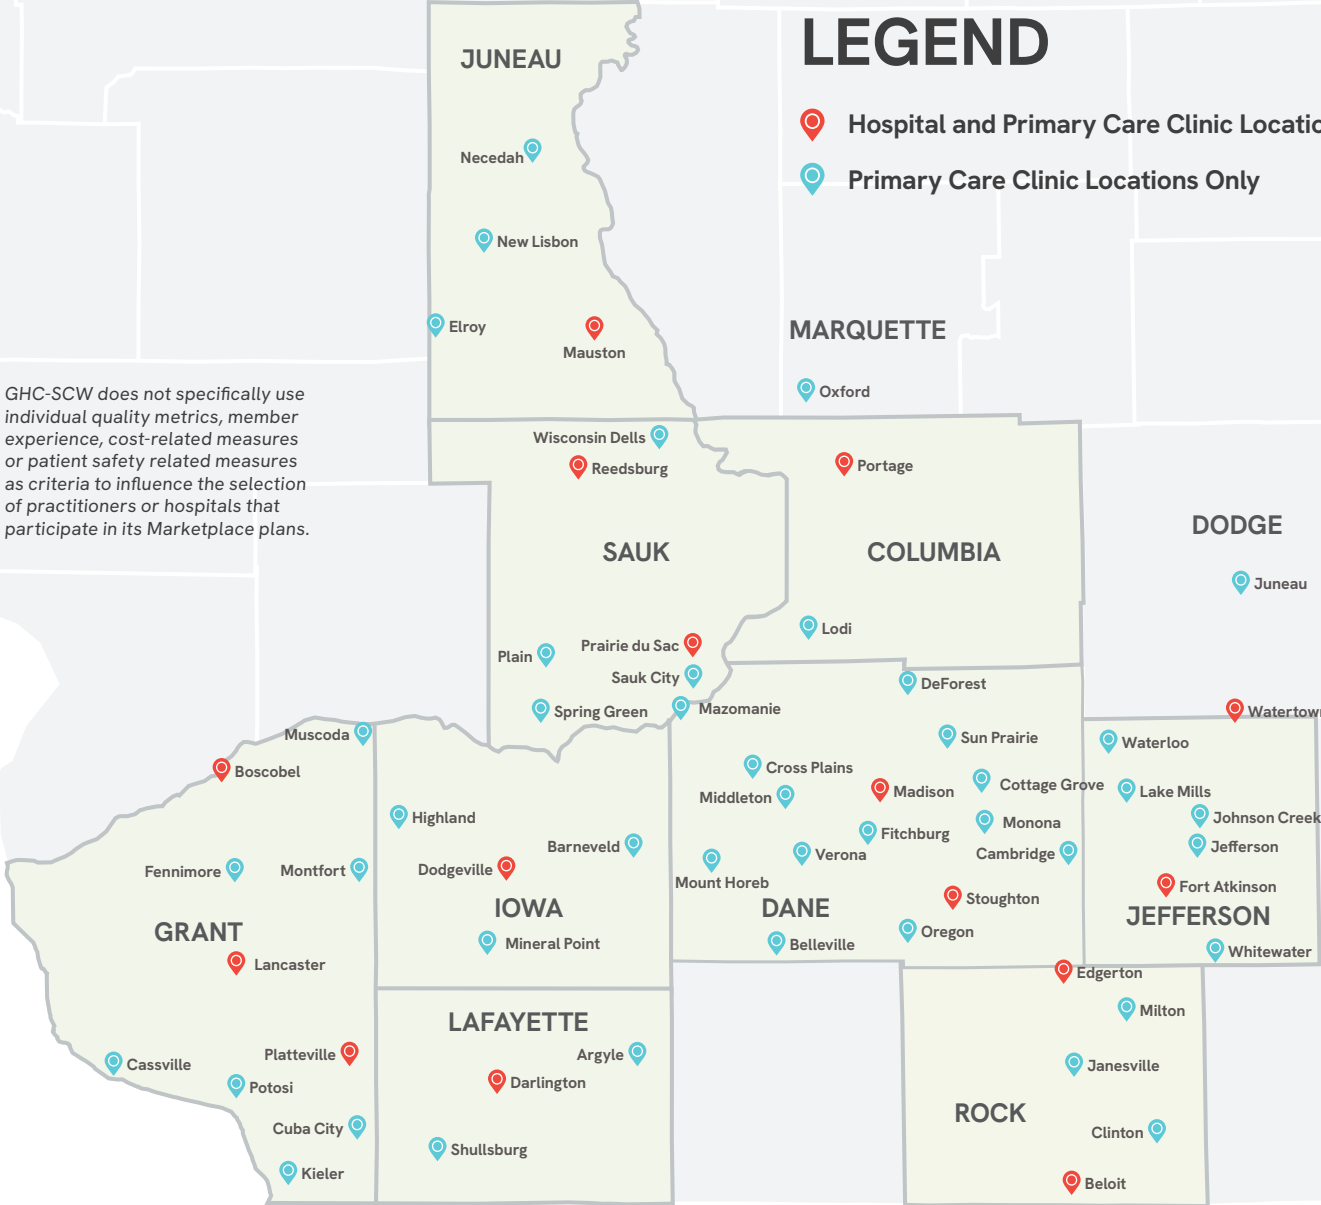 LEGEND
Hospital and Primary Care Clinic Locatio
Primary Care Clinic Locations Only
JUNEAU
Necedah
New Lisbon
Elroy
Mauston
MARQUETTE
Oxford
GHC-SCW does not specifically use
individual quality metrics, member
experience, cost-related measures
or patient safety related measures
as criteria to influence the selection
of practitioners or hospitals that
participate in its Marketplace plans.
Wisconsin Dells
Reedsburg
Portage
SAUK
COLUMBIA
DODGE
Juneau
Lodi
Prairie du Sac
Plain
Sauk City
Spring Green
Mazomanie
DeForest
Watertown
Muscoda
Boscobel
Sun Prairie
Waterloo
Cross Plains
Middleton
Madison
Cottage Grove
Lake Mills
Highland
Johnson Creek
Monona
Fitchburg
Barneveld
Verona
Cambridge
Jefferson
Fennimore
Montfort
Dodgeville
Mount Horeb
Fort Atkinson
Stoughton
IOWA
DANE
JEFFERSON
GRANT
Oregon
Mineral Point
Belleville
Whitewater
Lancaster
Edgerton
Milton
LAFAYETTE
Platteville
Argyle
Cassville
Janesville
Darlington
Potosi
ROCK
Cuba City
Clinton
Shullsburg
Kieler
Beloit